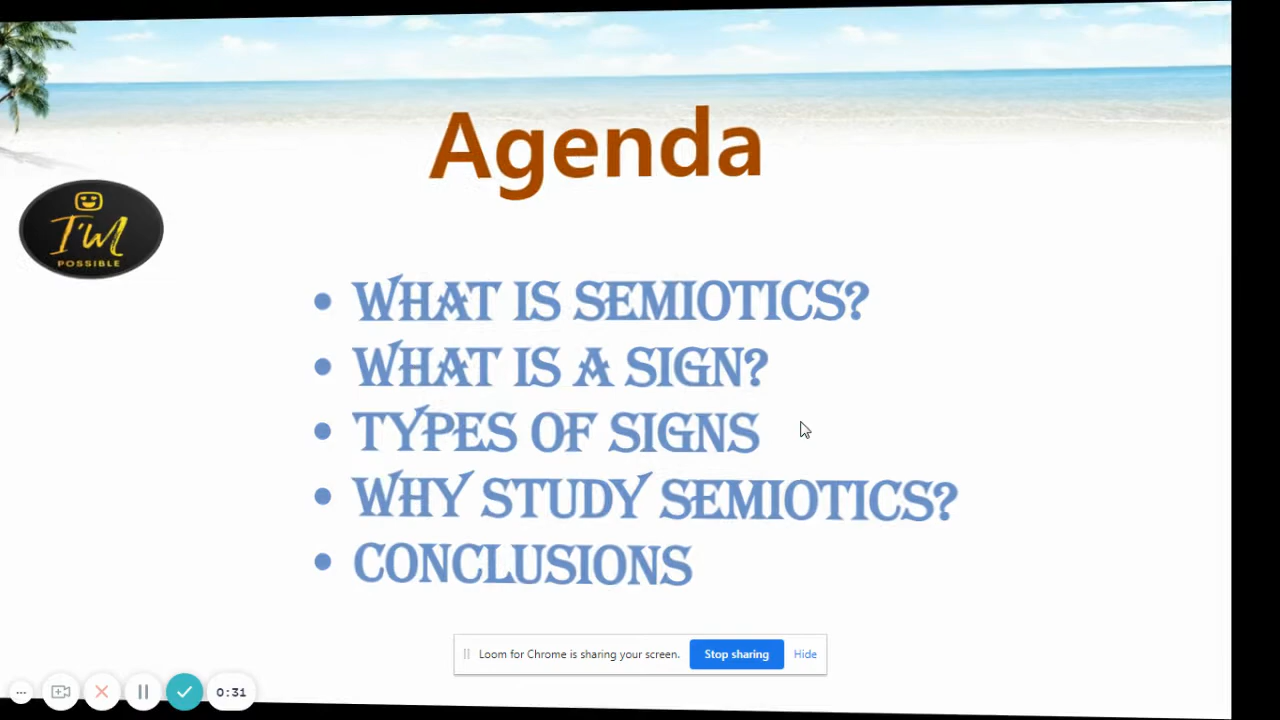 Agenda
I'M
POSSIBLE
• WHAT IS SEMIOTICS?
• WHAT IS A SIGN?
• TYPES OF SIGNS
• WHY STUDY SEMIOTICS?
• CONCLUSIONS
Loom for Chrome is sharing your screen. Stop sharing Hide
0:31